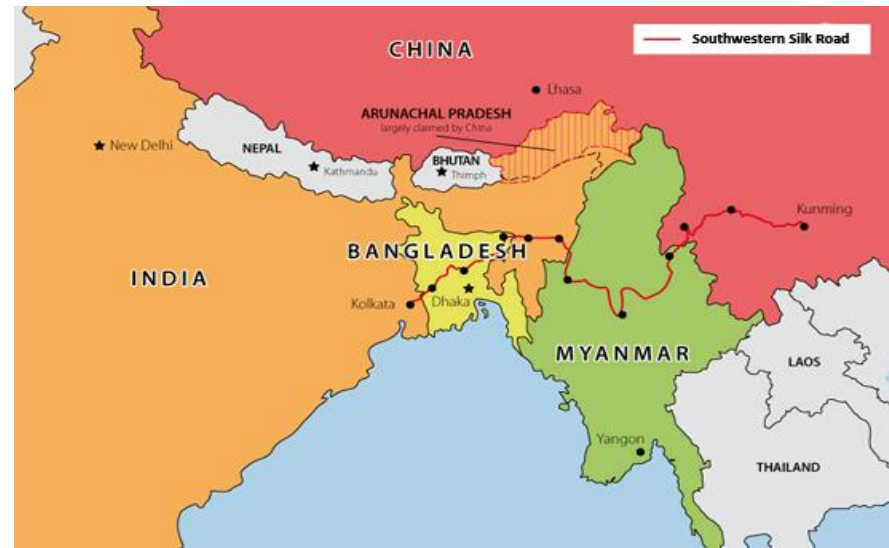 Southwestern Silk Road
CHINA
Lhasa
ARUNACHAL PRADESH
largely claimed by China
New Delhi
NEPAL
Kathmandu
BHUTAN
Thimph
Kunming
BANGLADESH
INDIA
Kolkata
Dhaka
MYANMAR
LAOS
Yangon
THAILAND